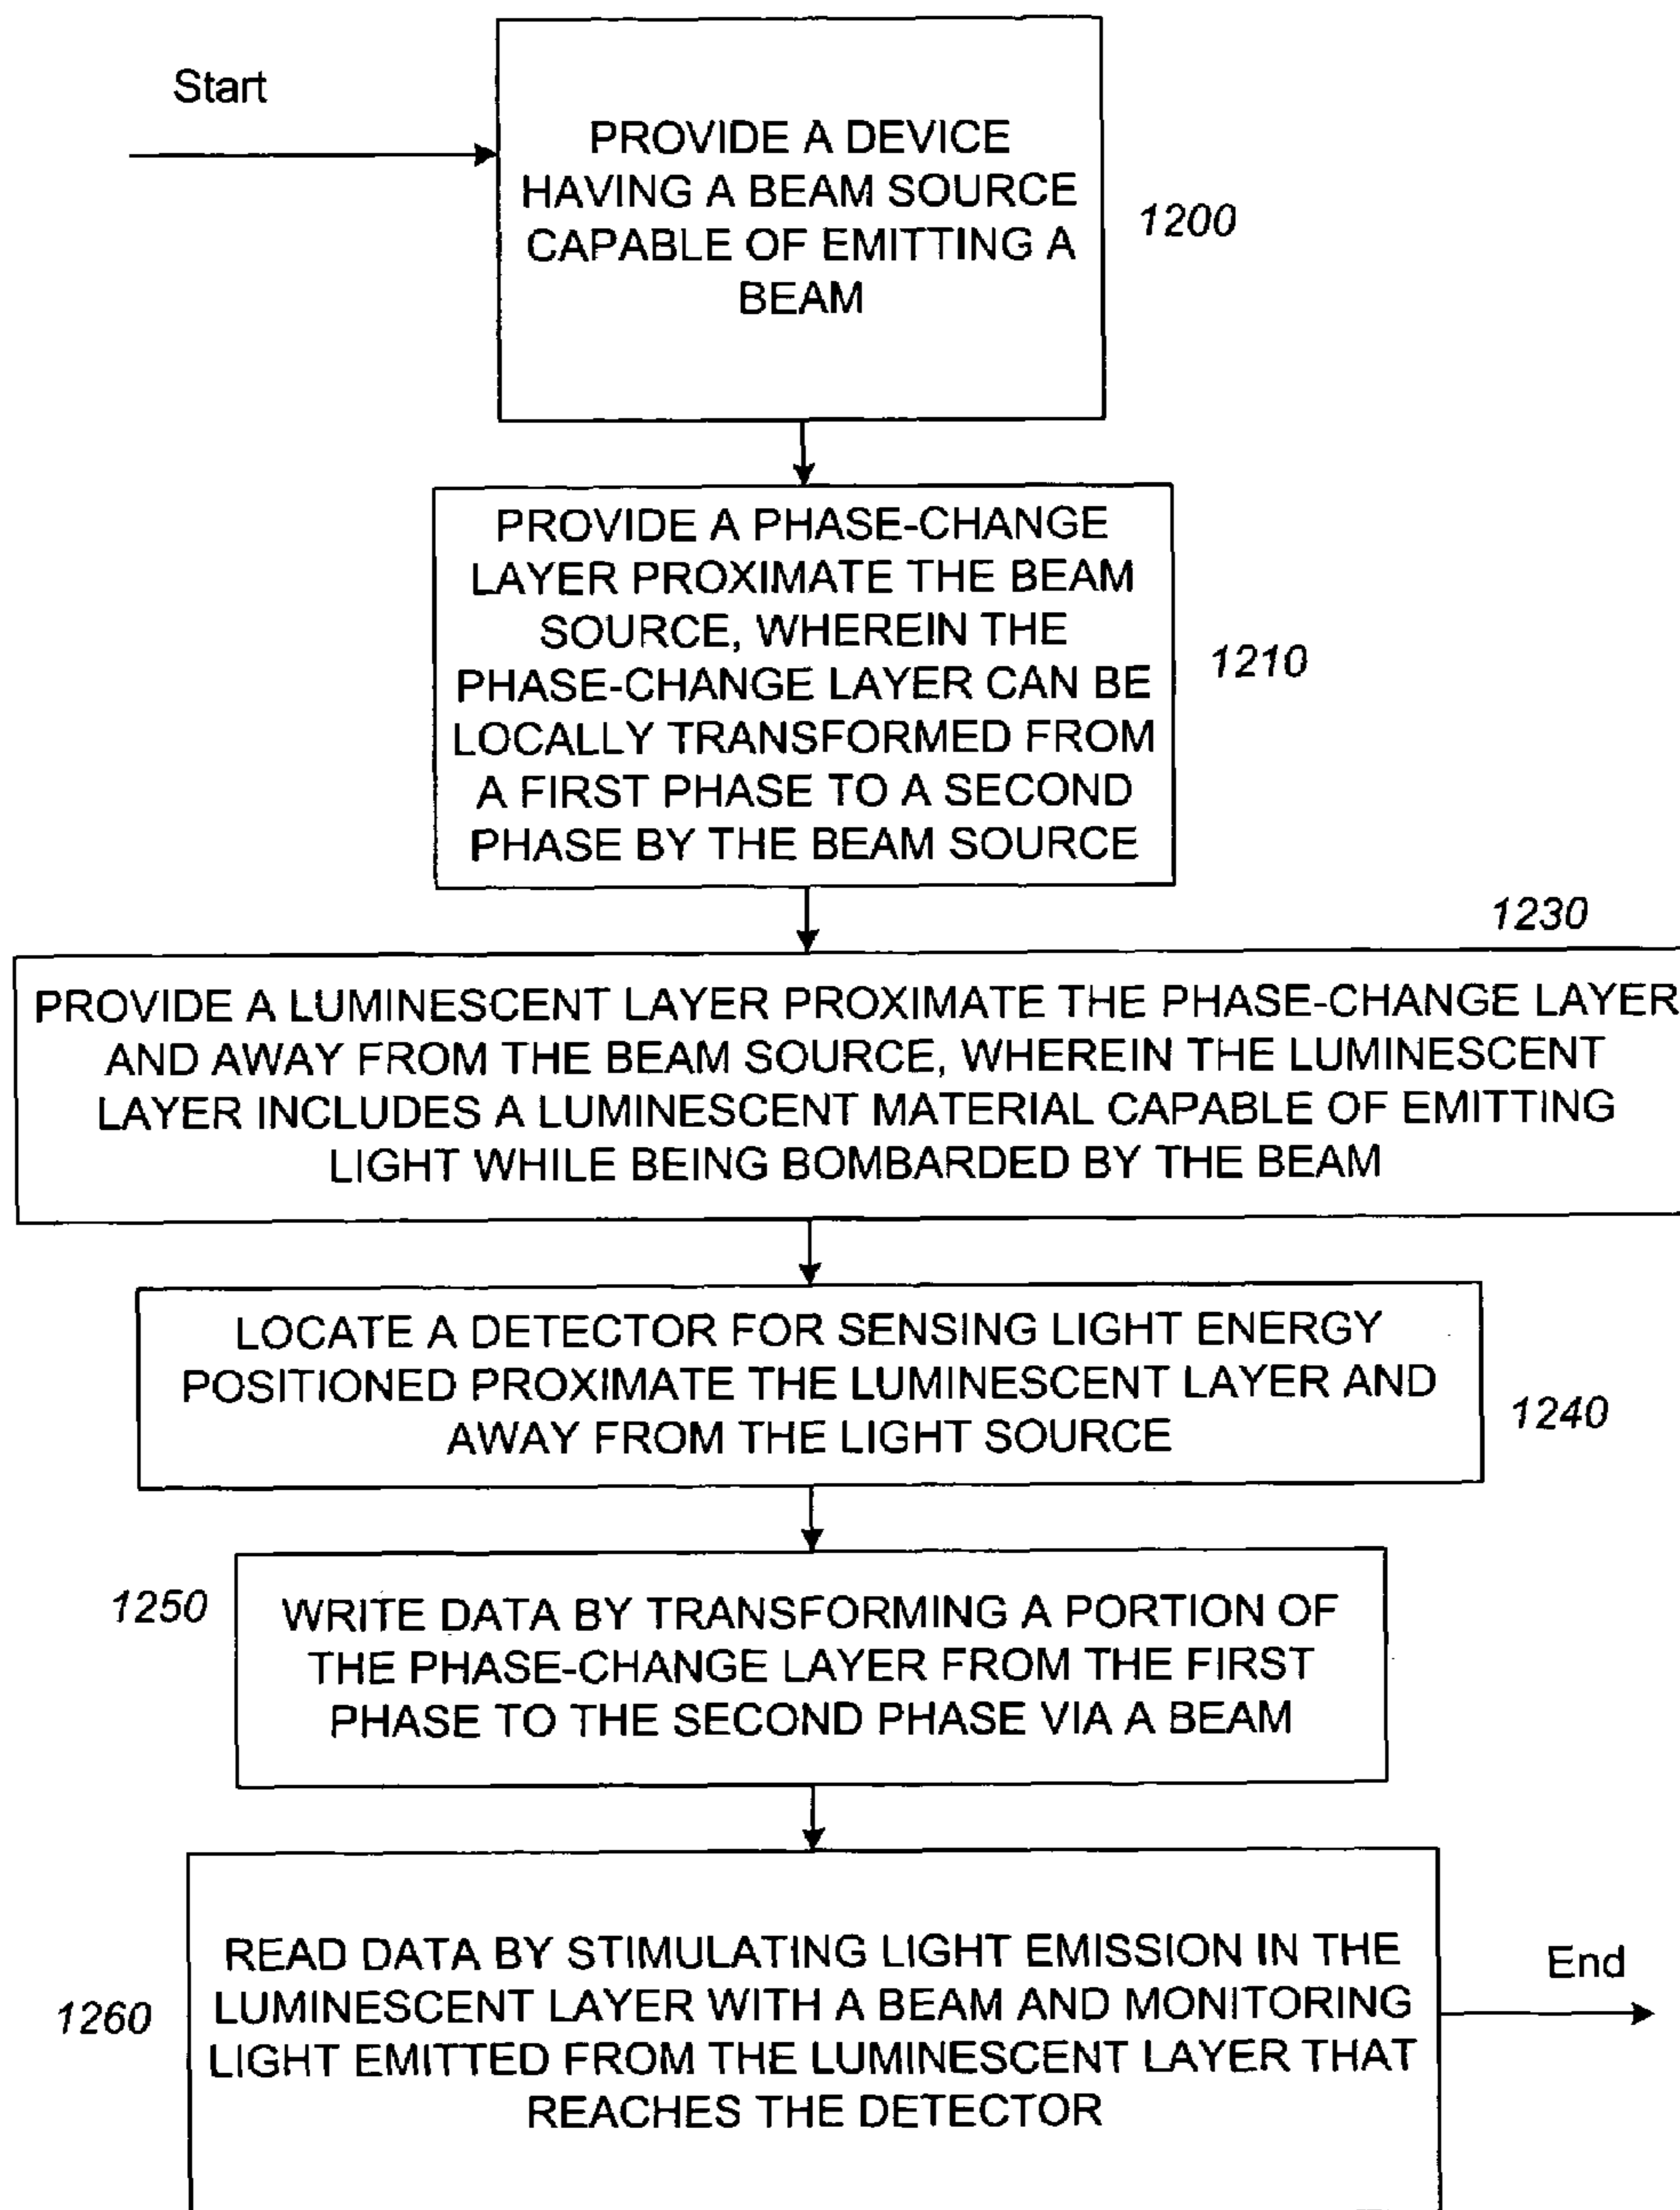 Start
PROVIDE A DEVICE
HAVING A BEAM SOURCE
CAPABLE OF EMITTING A
BEAM
1200
PROVIDE A PHASE-CHANGE
LAYER PROXIMATE THE BEAM
SOURCE, WHEREIN THE
PHASE-CHANGE LAYER CAN BE
LOCALLY TRANSFORMED FROM
A FIRST PHASE TO A SECOND
PHASE BY THE BEAM SOURCE
1210
1230
PROVIDE A LUMINESCENT LAYER PROXIMATE THE PHASE-CHANGE LAYER
AND AWAY FROM THE BEAM SOURCE, WHEREIN THE LUMINESCENT
LAYER INCLUDES A LUMINESCENT MATERIAL CAPABLE OF EMITTING
LIGHT WHILE BEING BOMBARDED BY THE BEAM
LOCATE A DETECTOR FOR SENSING LIGHT ENERGY
POSITIONED PROXIMATE THE LUMINESCENT LAYER AND
AWAY FROM THE LIGHT SOURCE
1240
1250
WRITE DATA BY TRANSFORMING A PORTION OF
THE PHASE-CHANGE LAYER FROM THE FIRST
PHASE TO THE SECOND PHASE VIA A BEAM
1260
READ DATA BY STIMULATING LIGHT EMISSION IN THE
LUMINESCENT LAYER WITH A BEAM AND MONITORING
LIGHT EMITTED FROM THE LUMINESCENT LAYER THAT
REACHES THE DETECTOR
End